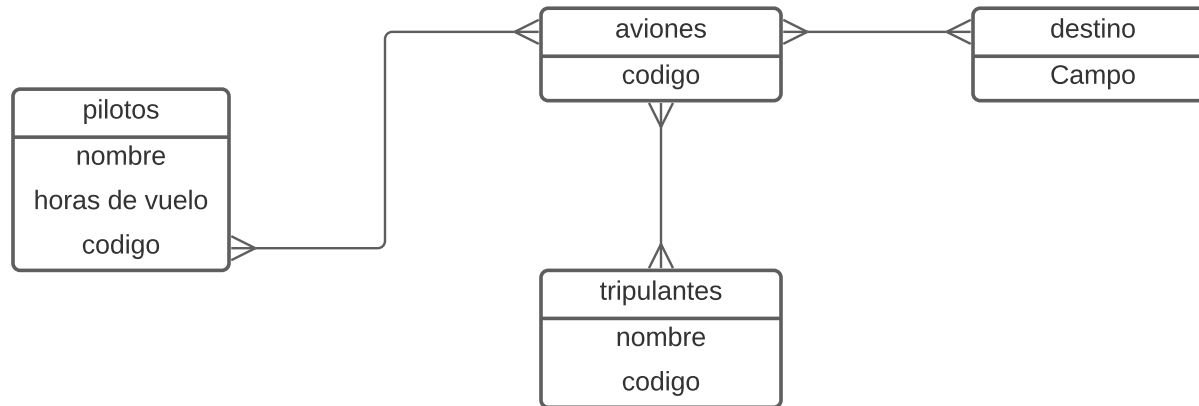 aviones
codigo
destino
Campo
pilotos
nombre
horas de vuelo
codigo
tripulantes
nombre
codigo